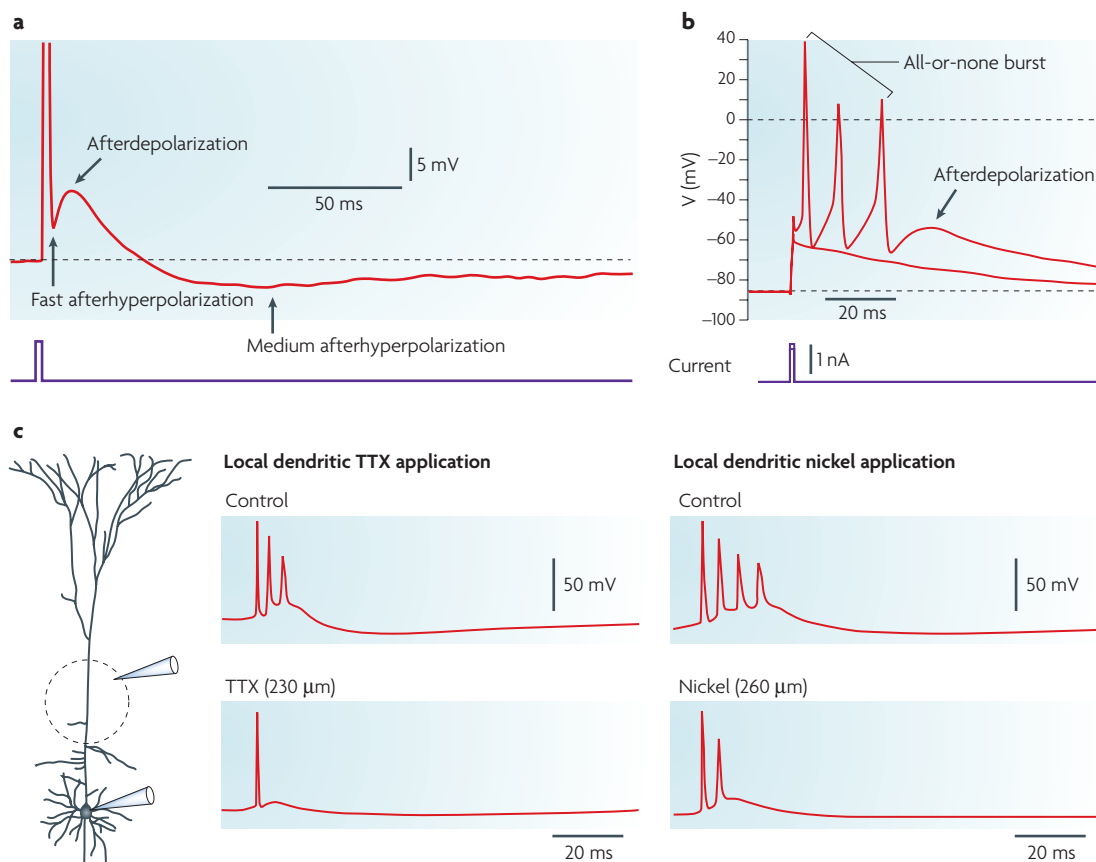 a
Afterdepolarization
5 mV
50 ms
Fast afterhyperpolarization
Medium afterhyperpolarization
b
40
20
0
–20
–40
–60
–80
–100
V (mV)
All-or-none burst
Afterdepolarization
20 ms
Current
1 nA
c
Local dendritic TTX application
Control
50 mV
TTX (230 μm)
20 ms
Local dendritic nickel application
Control
50 mV
Nickel (260 μm)
20 ms